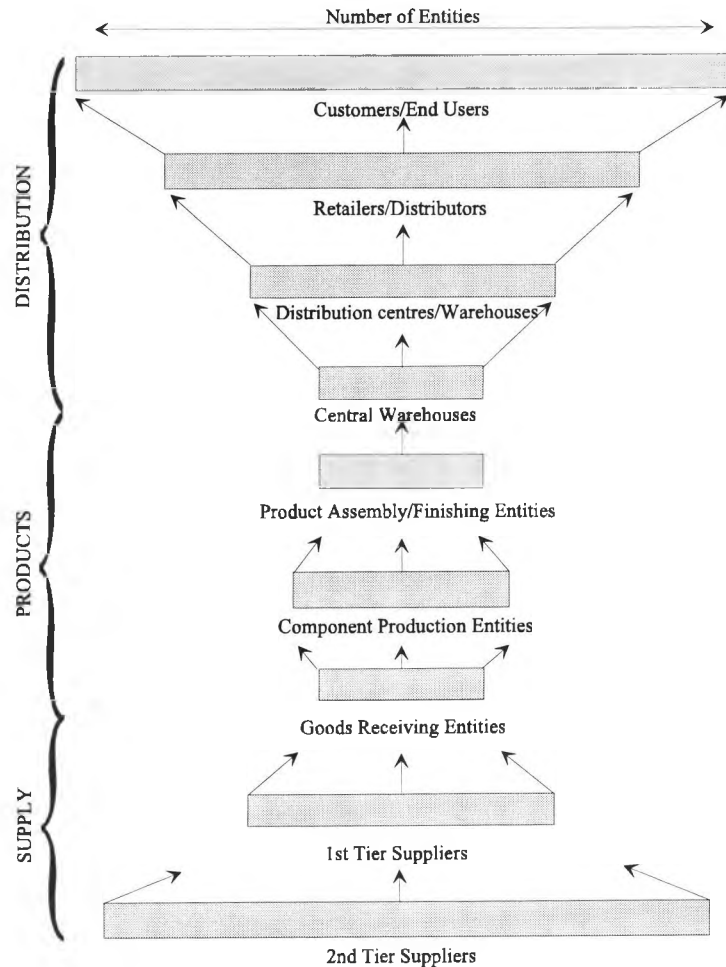 Number of Entities
Customers/End Users
DISTRIBUTION
Retailers/Distributors
Distribution centres/Warehouses
Central Warehouses
PRODUCTS
Product Assembly/Finishing Entities
Component Production Entities
Goods Receiving Entities
SUPPLY
1st Tier Suppliers
2nd Tier Suppliers